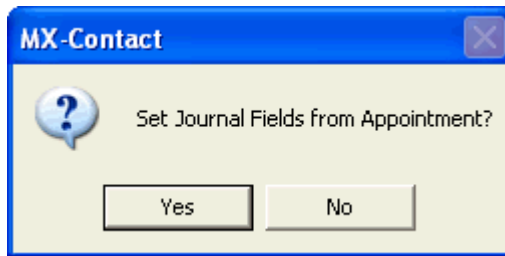 MX-Contact
Set Journal Fields from Appointment?
Yes No